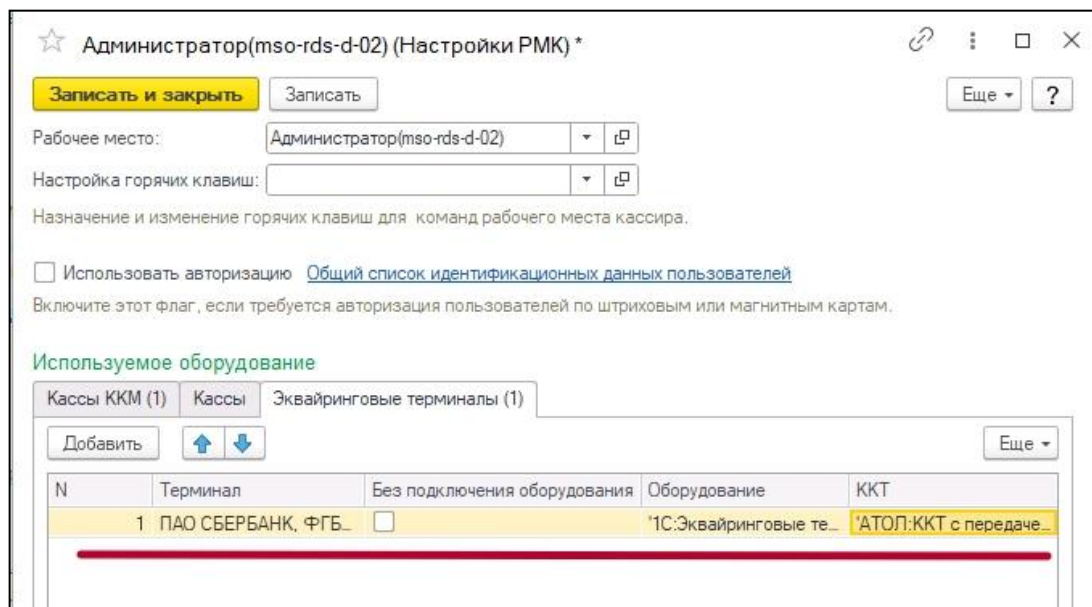 Администратор(mso-rds-d-02) (Настройки РМК) *
Записать и закрыть Записать Еще ?
Рабочее место: Администратор(mso-rds-d-02)
Настройка горячих клавиш:
Назначение и изменение горячих клавиш для команд рабочего места кассира.
Использовать авторизацию Общий список идентификационных данных пользователей
Включите этот флаг, если требуется авторизация пользователей по штриховым или магнитным картам.
Используемое оборудование
Кассы ККМ (1) Кассы Эквайринговые терминалы (1)
Добавить Еще
N Терминал Без подключения оборудования Оборудование ККТ
1 ПАО СБЕРБАНК, ФГБ... "1С:Эквайринговые те... "АТОЛ:ККТ с передаче...